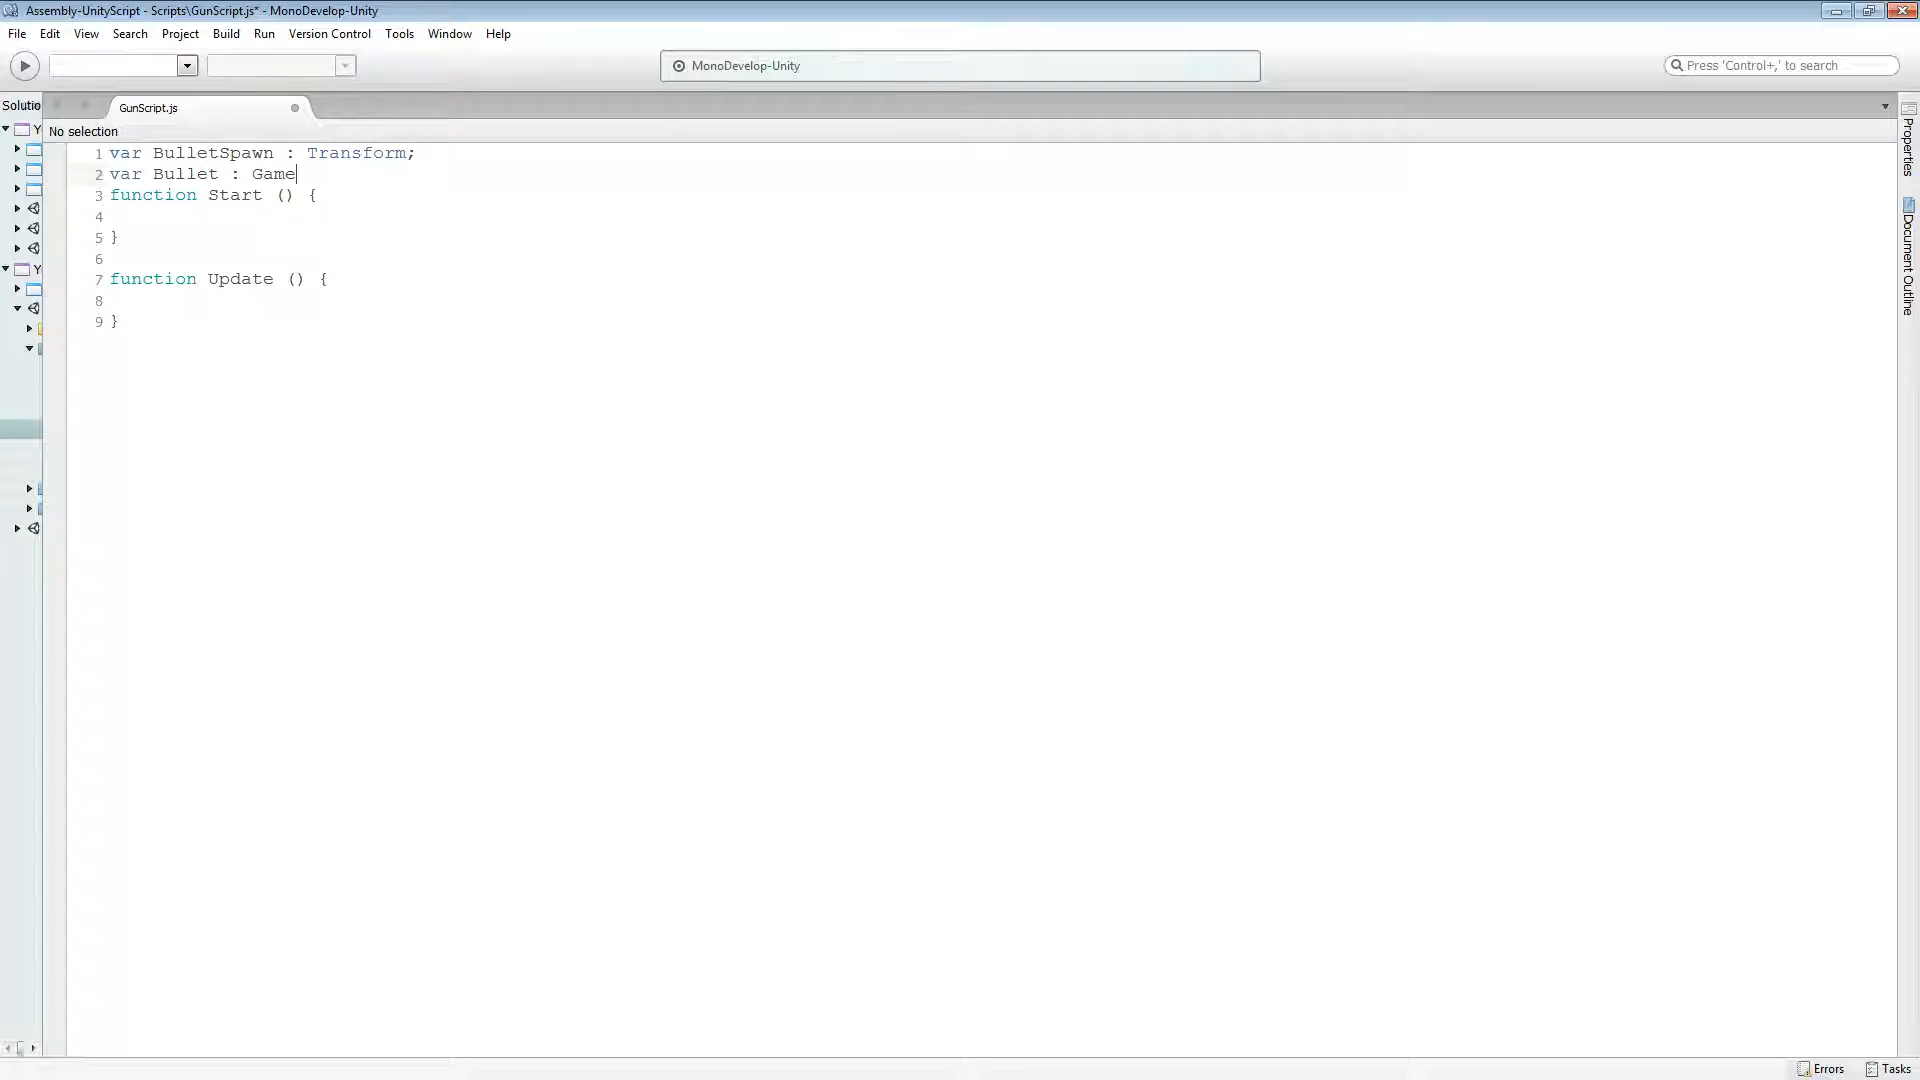 Assembly-UnityScript - Scripts\GunScript.js* - MonoDevelop-Unity
File Edit View Search Project Build Run Version Control Tools Window Help
MonoDevelop-Unity
Press 'Control+,' to search
Solutio
GunScript.js
Y
No selection
1 var BulletSpawn : Transform;
2 var Bullet : Game
3 function Start () {
4
5 }
6
7 function Update () {
8
9 }
Y
Properties
Document Outline
Errors Tasks